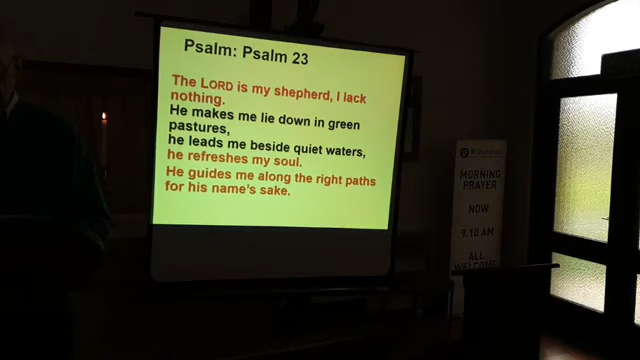 Psalm: Psalm 23
The LORD is my shepherd, I lack
nothing.
He makes me lie down in green
pastures,
he leads me beside quiet waters,
he refreshes my soul.
He guides me along the right paths
for his name's sake.
MORNING
PRAYER
NOW
9.10 AM
ALL
WELCOME